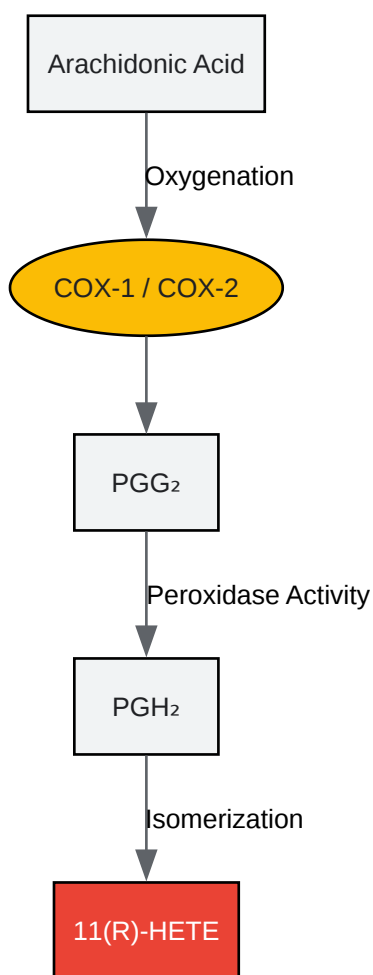 Arachidonic Acid
Oxygenation
COX-1 / COX-2
PGG₂
Peroxidase Activity
PGH₂
Isomerization
11(R)-HETE